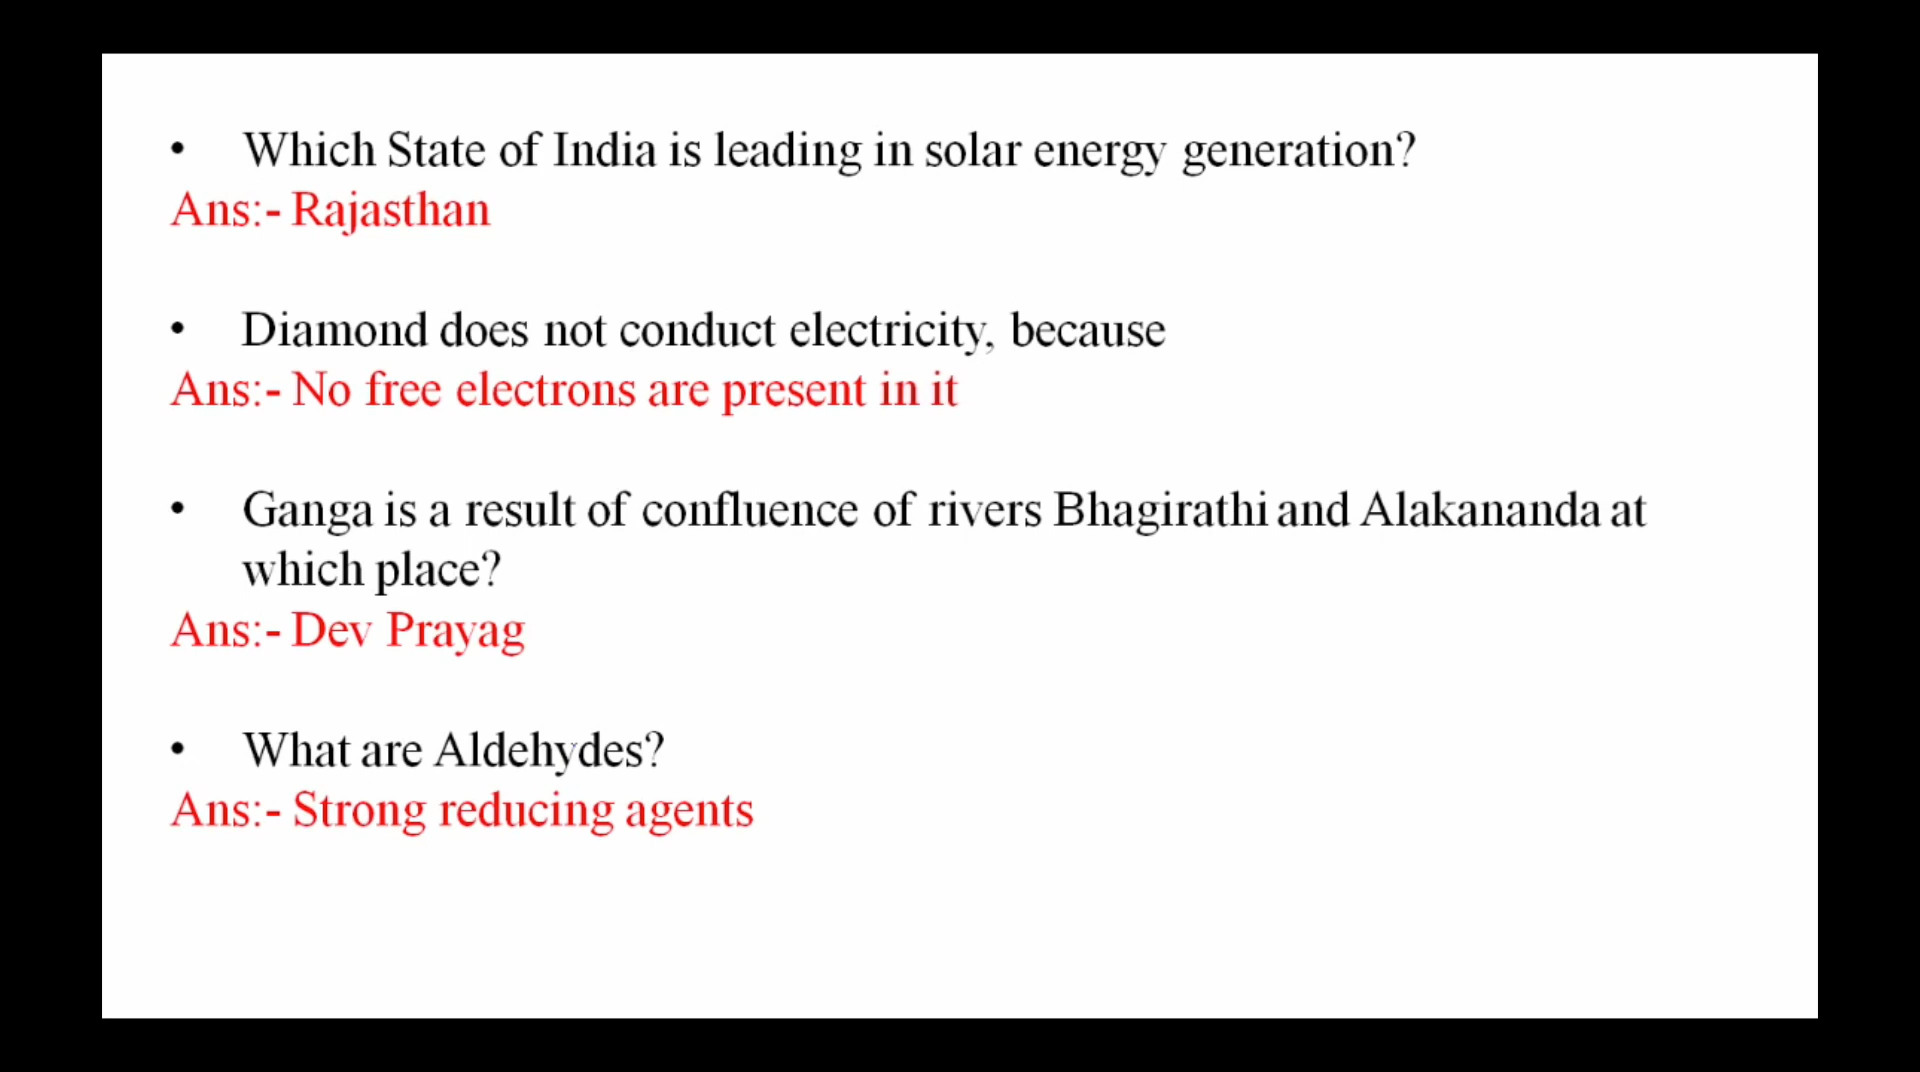 • Which State of India is leading in solar energy generation?
Ans:- Rajasthan
• Diamond does not conduct electricity, because
Ans:- No free electrons are present in it
• Ganga is a result of confluence of rivers Bhagirathi and Alakananda at
which place?
Ans:- Dev Prayag
• What are Aldehydes?
Ans:- Strong reducing agents